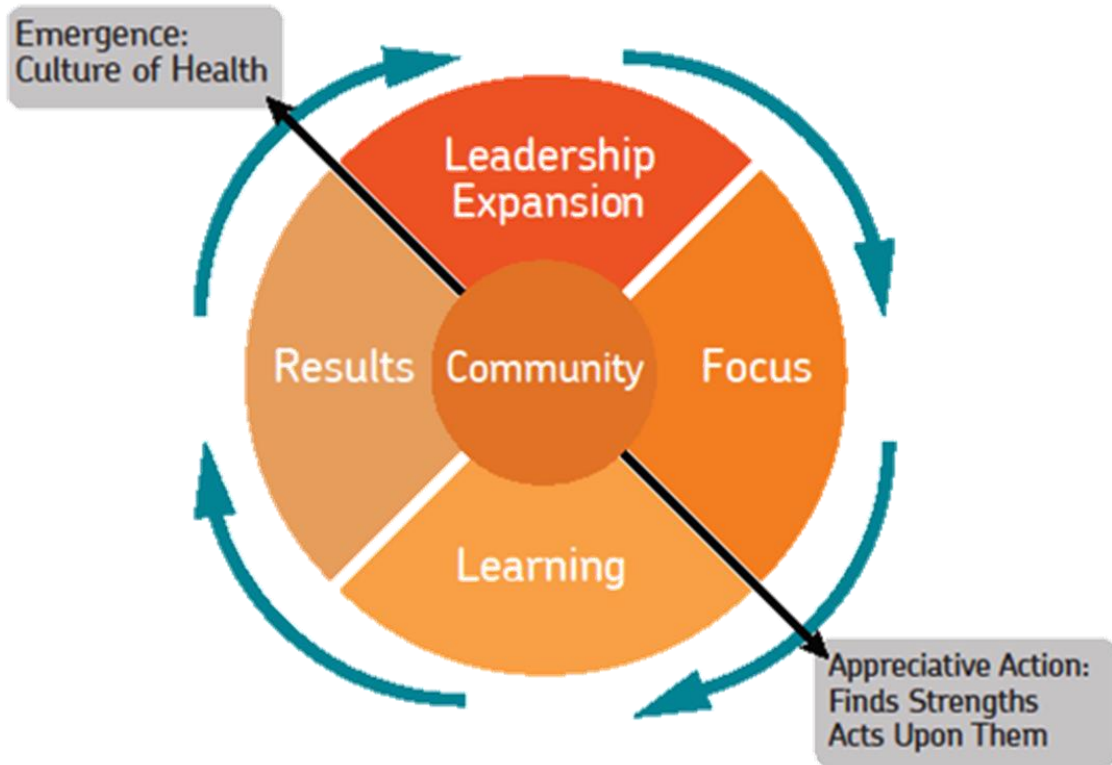 Emergence:
Culture of Health
Leadership
Expansion
Results
Community
Focus
Learning
Appreciative Action:
Finds Strengths
Acts Upon Them